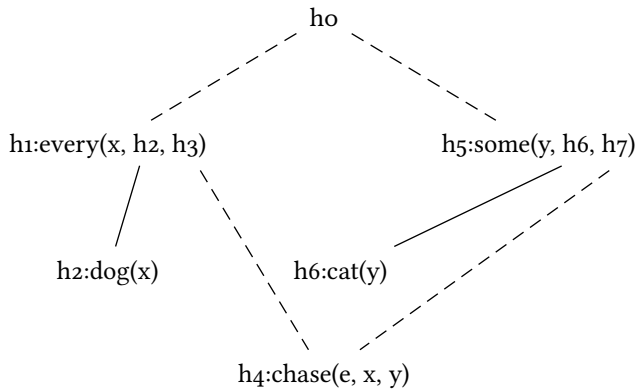 h0
h1:every(x, h2, h3) h5:some(y, h6, h7)
h2:dog(x) h6:cat(y)
h4:chase(e, x, y)